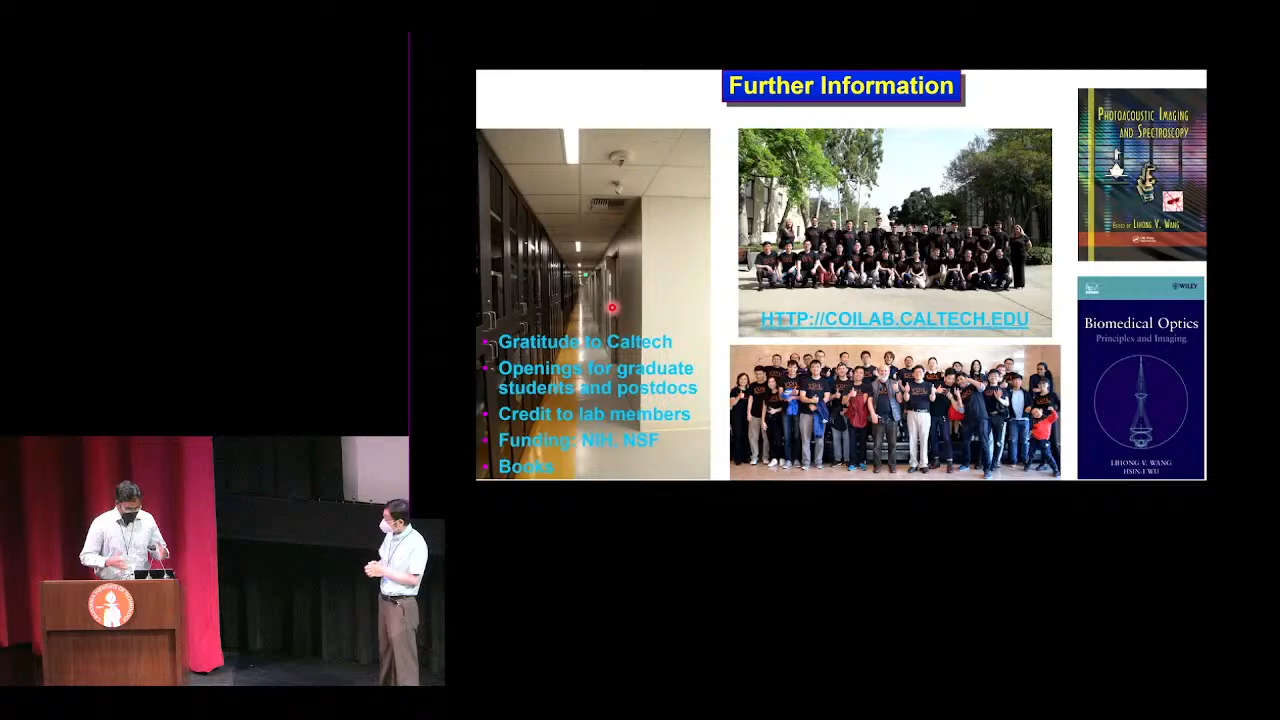 Further Information
Gratitude to Caltech
Openings for graduate
students and postdocs
Credit to lab members
Funding: NIH, NSF
Books
HTTP://COILAB.CALTECH.EDU
PHOTOACOUSTIC IMAGING
AND SPECTROSCOPY
EDITED BY LIHONG V. WANG
WILEY
Biomedical Optics
Principles and Imaging
LIHONG V. WANG
HSIN-I WU